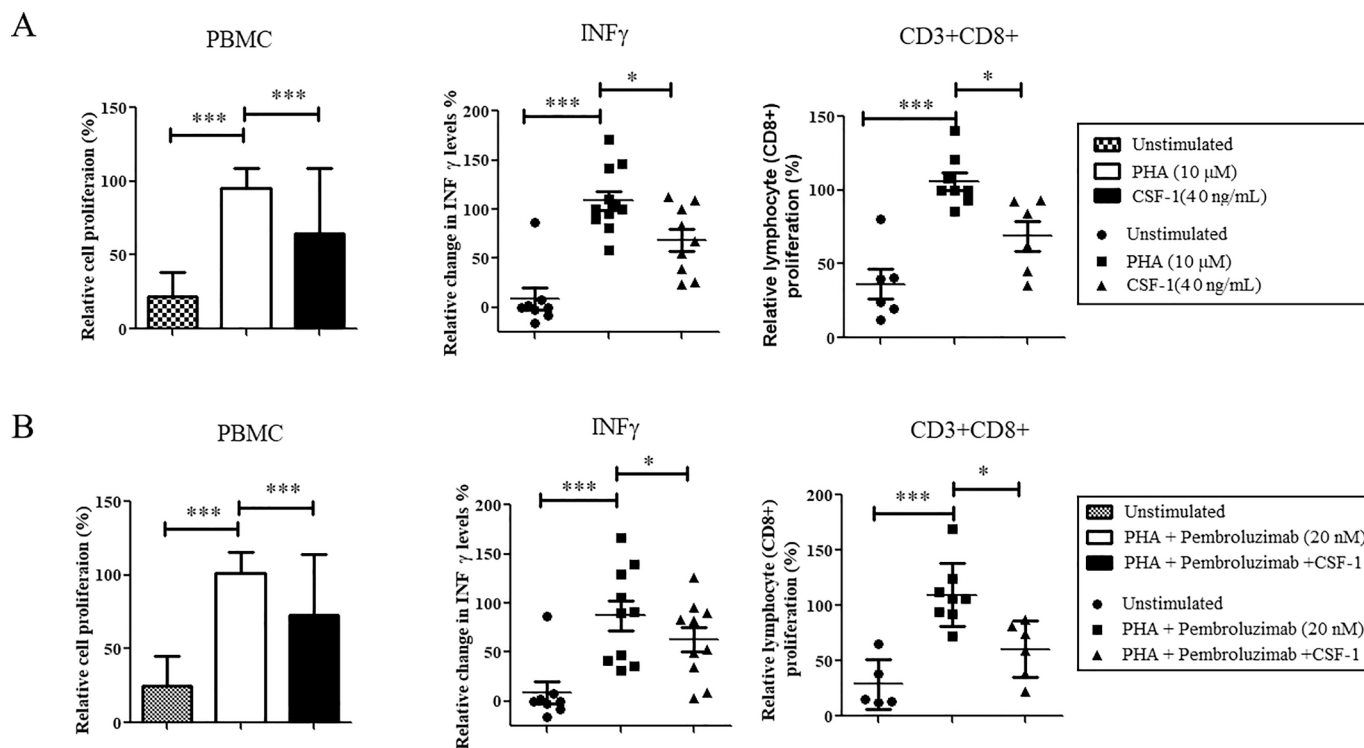 A
PBMC
Relative cell proliferaion (%)
150
100
50
0
***
***
INFγ
Relative change in INF γ levels %
200
150
100
50
0
***
*
CD3+CD8+
Relative lymphocyte (CD8+)
proliferation (%)
150
100
50
0
***
*
Unstimulated
PHA (10 μM)
CSF-1(40 ng/mL)
Unstimulated
PHA (10 μM)
CSF-1(40 ng/mL)
B
PBMC
Relative cell proliferaion (%)
150
100
50
0
***
***
INFγ
Relative change in INF γ levels %
200
150
100
50
0
***
*
CD3+CD8+
Relative lymphocyte (CD8+)
proliferation (%)
200
150
100
50
0
***
*
Unstimulated
PHA + Pembroluzimab (20 nM)
PHA + Pembroluzimab +CSF-1
Unstimulated
PHA + Pembroluzimab (20 nM)
PHA + Pembroluzimab +CSF-1